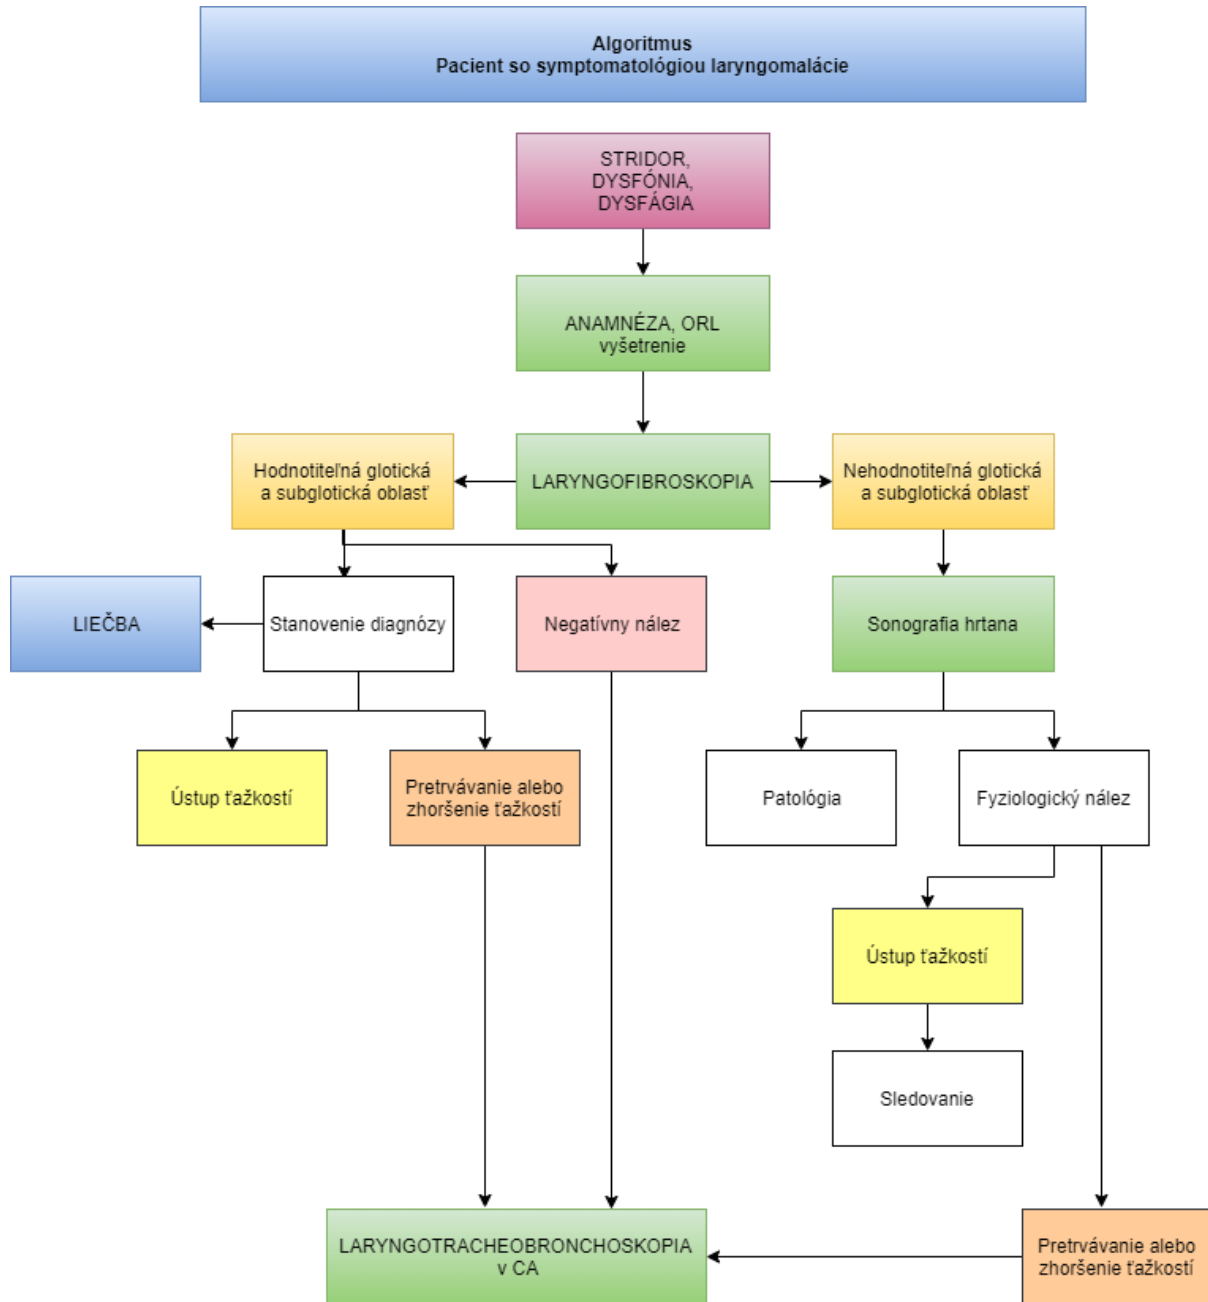 Algoritmus
Pacient so symptomatológiou laryngomalácie
STRIDOR,
DYSFÓNIA,
DYSFÁGIA
ANAMNÉZA, ORL
vyšetrenie
Hodnotiteľná glotická
a subglotická oblasť
LARYNGOFIBROSKOPIA
Nehodnotiteľná glotická
a subglotická oblasť
LIEČBA
Stanovenie diagnózy
Negatívny nález
Sonografia hrtana
Ústup ťažkostí
Pretrvávanie alebo
zhoršenie ťažkostí
Patológia
Fyziologický nález
Ústup ťažkostí
Sledovanie
LARYNGOTRACHEOBRONCHOSKOPIA
v CA
Pretrvávanie alebo
zhoršenie ťažkostí